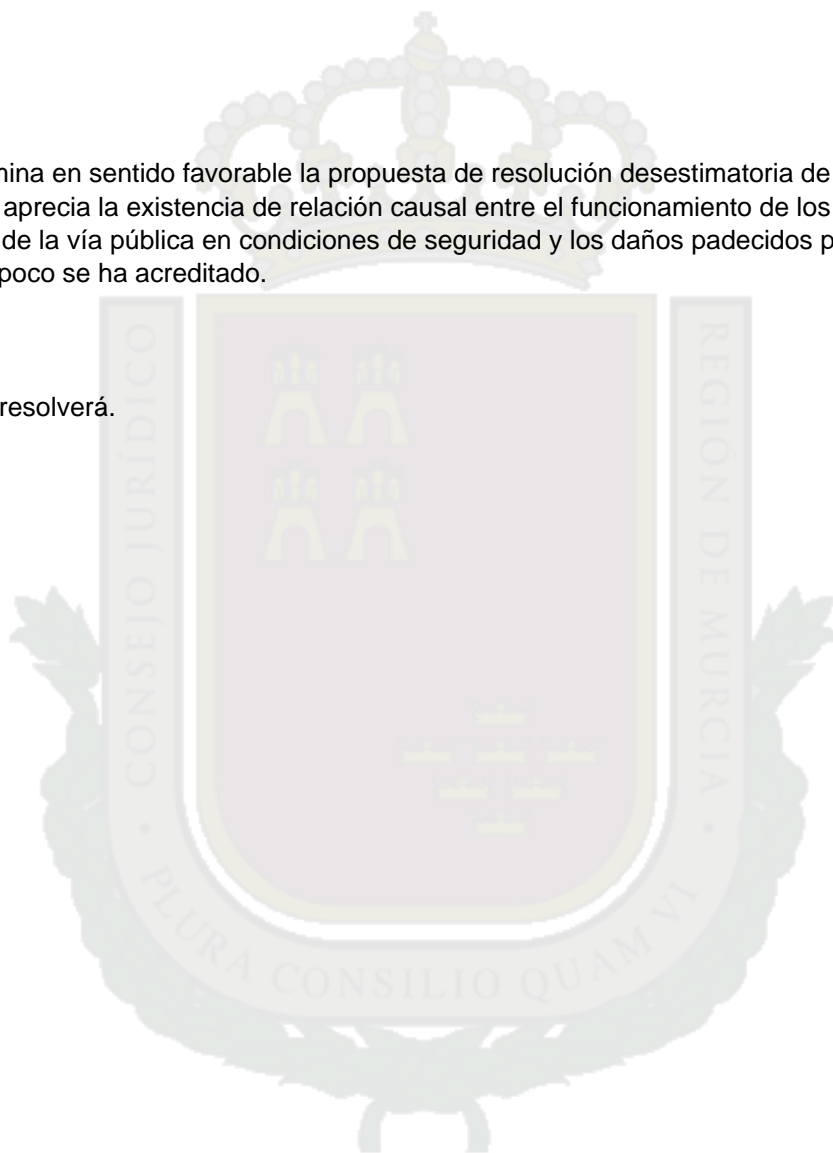 mina en sentido favorable la propuesta de resolución desestimatoria de
aprecia la existencia de relación causal entre el funcionamiento de los
de la vía pública en condiciones de seguridad y los daños padecidos p
poco se ha acreditado.
resolverá.
CONSEJO JURÍDICO
REGIÓN DE MURCIA
PLURA CONSILIO QUAM VI